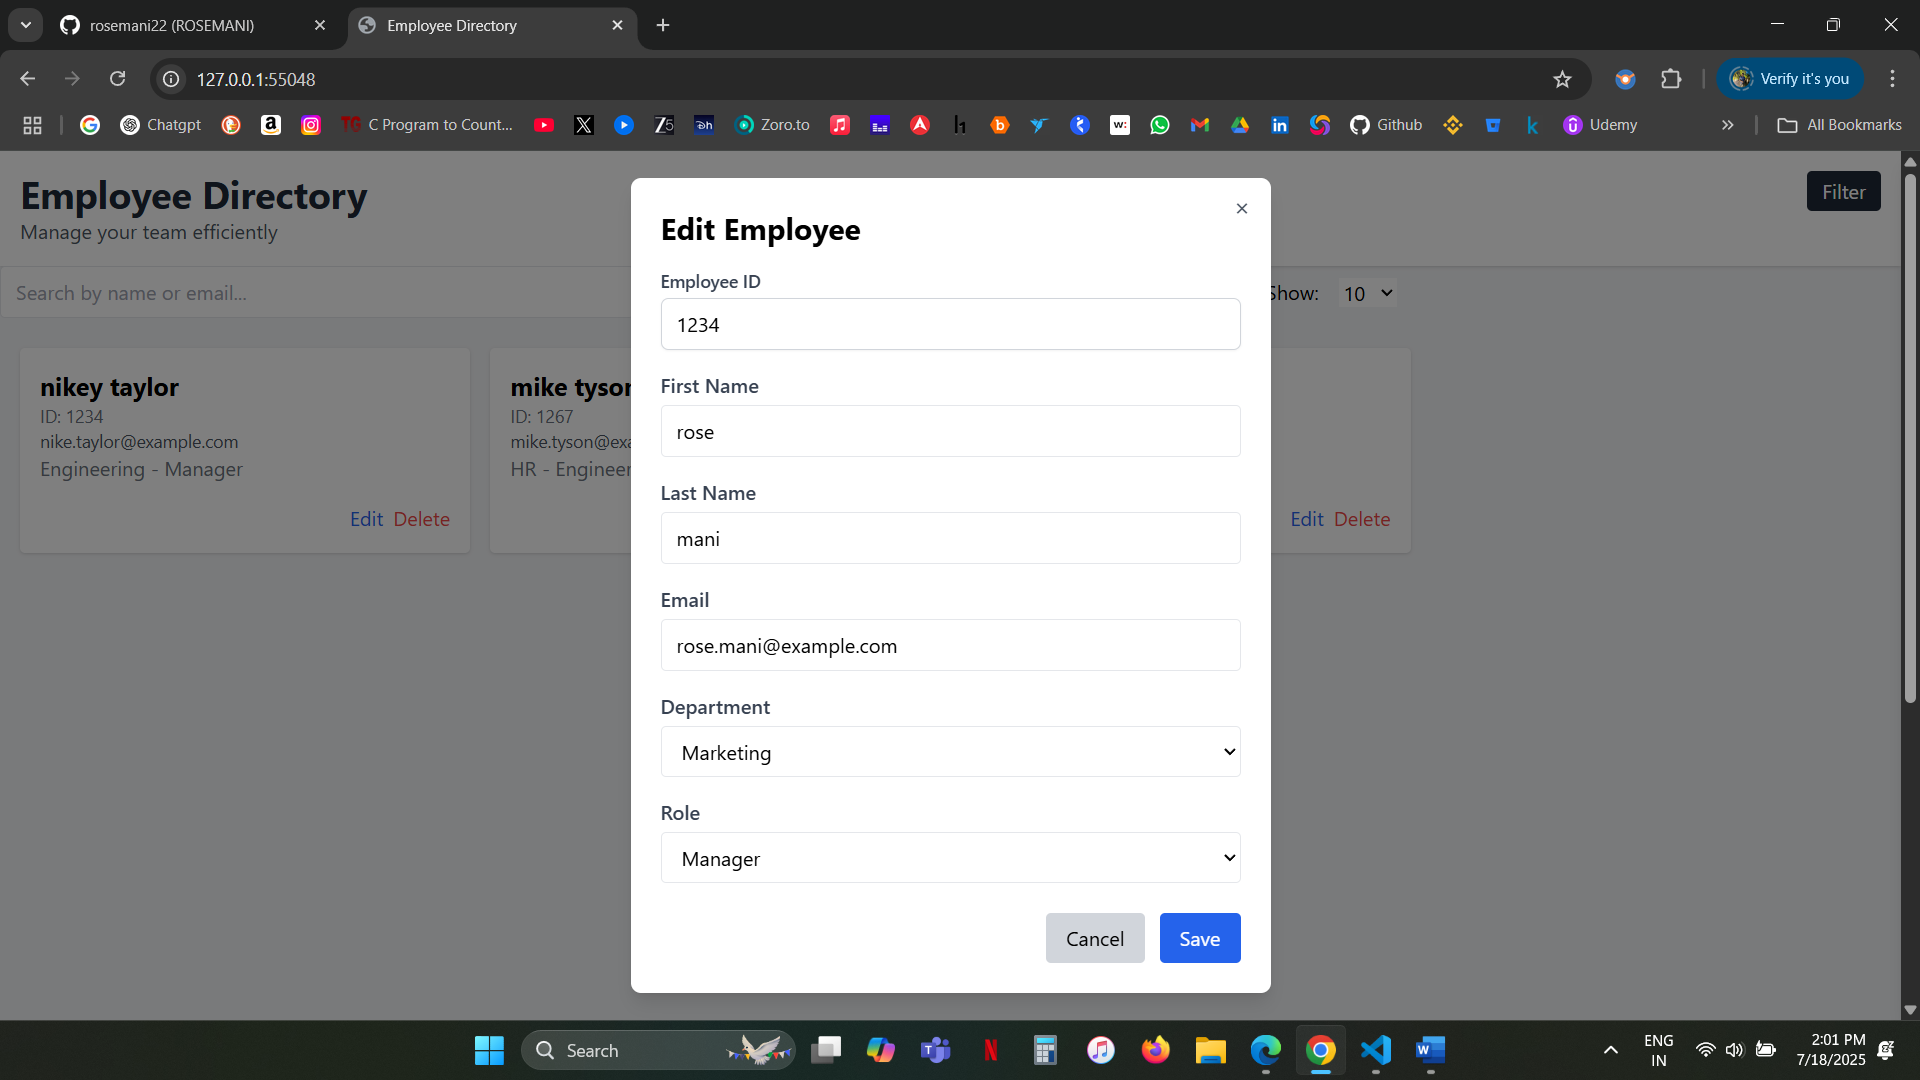 rosemani22 (ROSEMANI)
Employee Directory
127.0.0.1:55048
Verify it's you
Chatgpt
C Program to Count...
Zoro.to
Github
Udemy
All Bookmarks
Employee Directory
Manage your team efficiently
Filter
Search by name or email...
Show: 10
nikey taylor
ID: 1234
nike.taylor@example.com
Engineering - Manager
Edit Delete
mike tyson
ID: 1267
mike.tyson@exa
HR - Engineer
Edit Delete
Edit Employee
Employee ID
1234
First Name
rose
Last Name
mani
Email
rose.mani@example.com
Department
Marketing
Role
Manager
Cancel Save
Search
ENG
IN
2:01 PM
7/18/2025